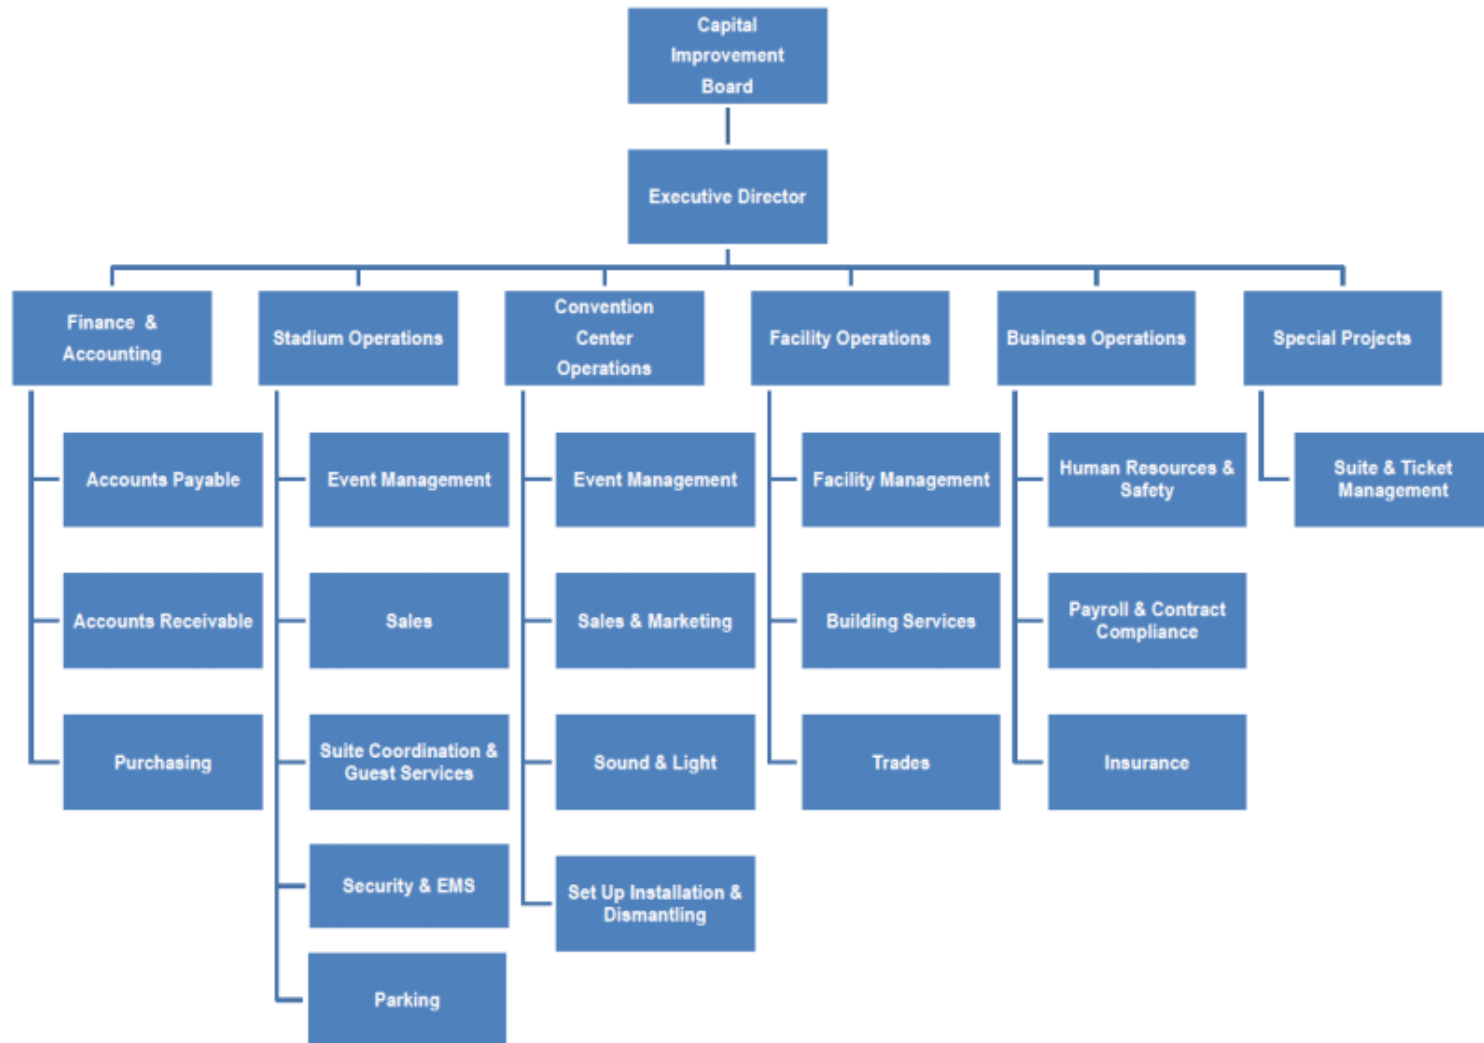 Capital
Improvement
Board
Executive Director
Finance & 
Accounting
Stadium Operations
Convention
Center
Operations
Facility Operations
Business Operations
Special Projects
Accounts Payable
Event Management
Event Management
Facility Management
Human Resources &
Safety
Suite & Ticket
Management
Accounts Receivable
Sales
Sales & Marketing
Building Services
Payroll & Contract
Compliance
Purchasing
Suite Coordination &
Guest Services
Sound & Light
Trades
Insurance
Security & EMS
Set Up Installation &
Dismantling
Parking